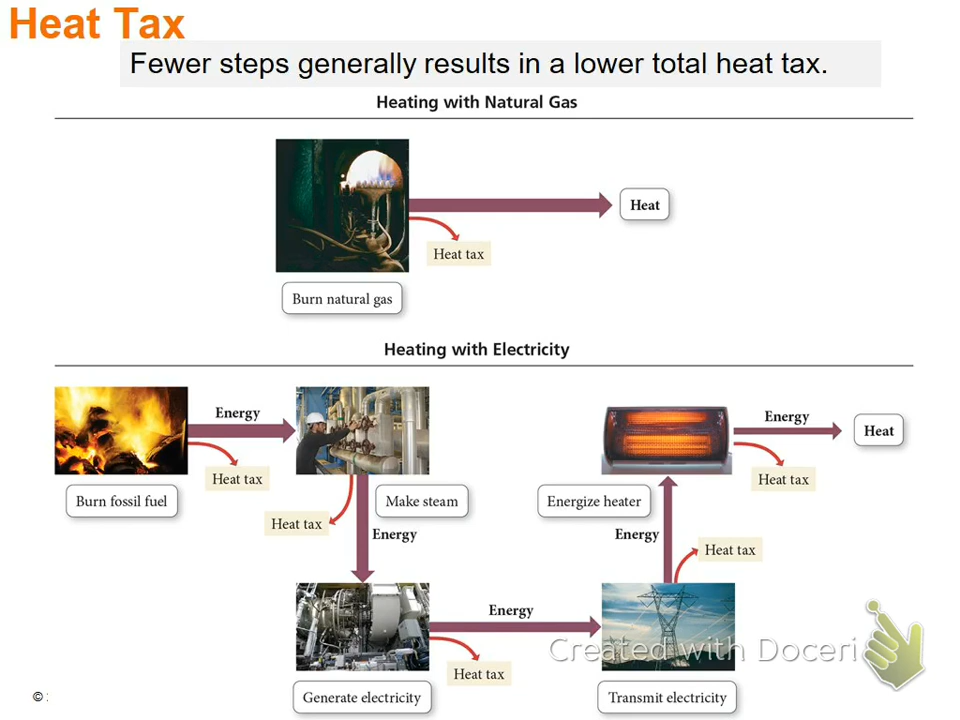 Heat Tax
Fewer steps generally results in a lower total heat tax.
Heating with Natural Gas
Heat
Heat tax
Burn natural gas
Heating with Electricity
Energy
Energy
Heat
Heat tax
Heat tax
Burn fossil fuel
Make steam
Energize heater
Heat tax
Energy
Energy
Heat tax
Energy
Created with Doceri
Heat tax
Generate electricity
Transmit electricity
©